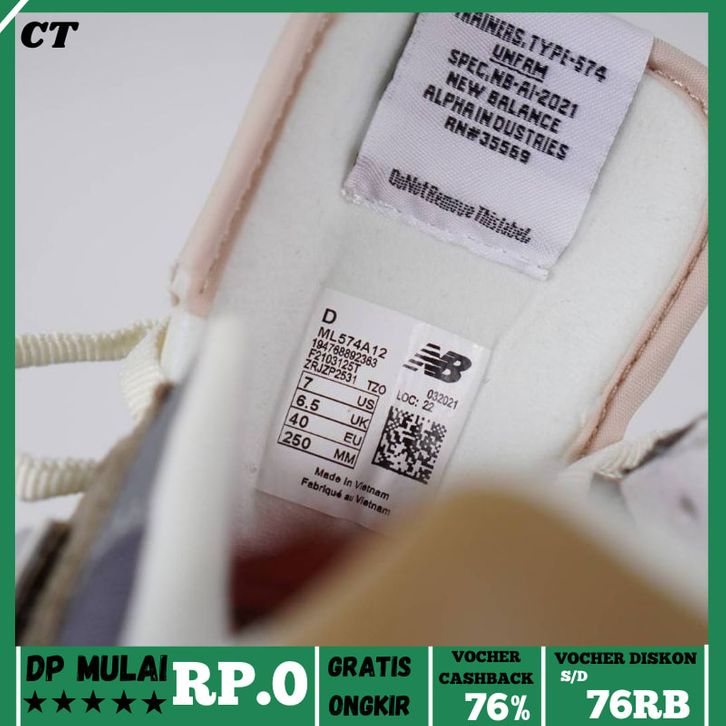 CT
TRAINERS, TYPE-574
UNFRM
SPEC.NB-AI-2021
NEW BALANCE
ALPHA INDUSTRIES
RN#35569
Do Not Remove This Label.
D
ML574A12
194768892363
F2103125T
ZRJZP2531 TZO
7 US
6.5 UK
40 EU
250 MM
NB
032021
LOC: 22
Made in Vietnam
Fabriqué au Vietnam
DP MULAI
RP.0
GRATIS
ONGKIR
VOCHER
CASHBACK
76%
VOCHER DISKON
S/D
76RB